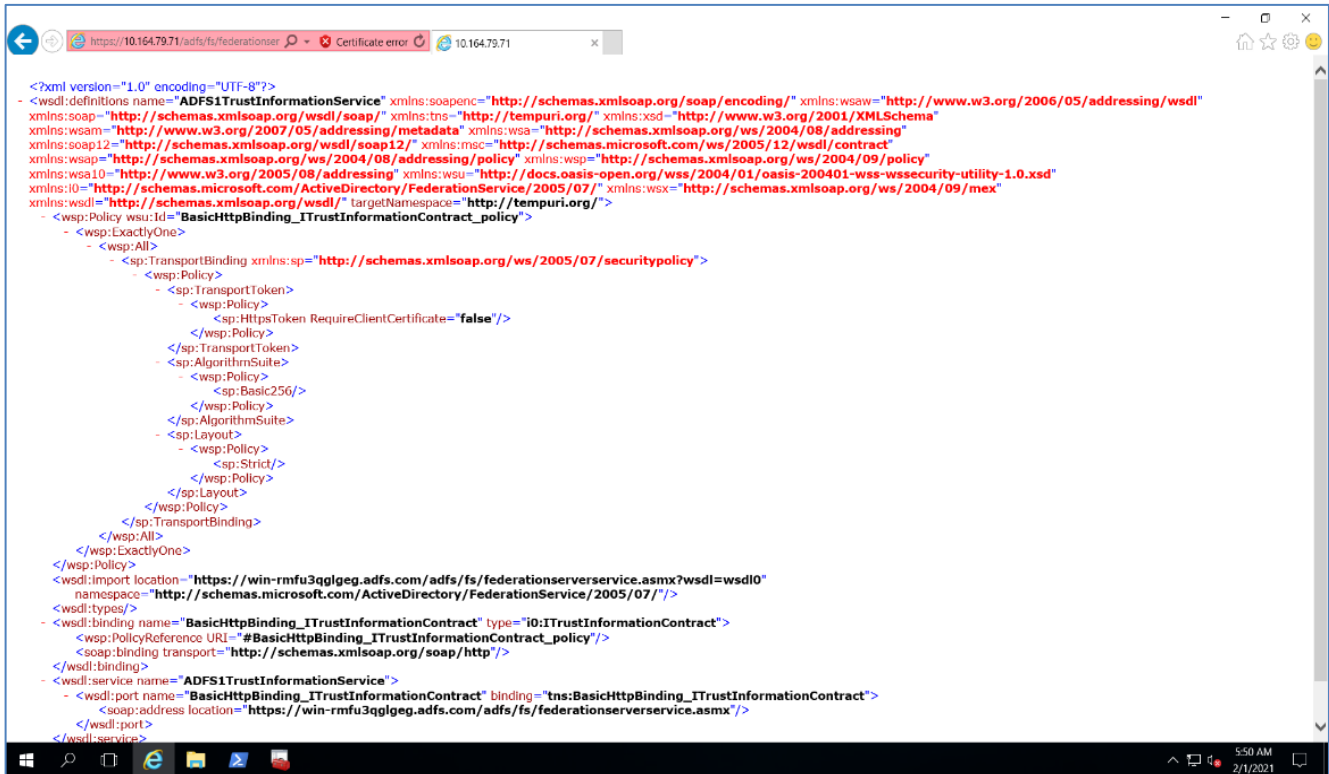 https://10.164.79.71/adfs/fs/federationser Certificate error 10.164.79.71
<?xml version="1.0" encoding="UTF-8"?>
- <wsdl:definitions name="ADFS1TrustInformationService" xmlns:soapenc="http://schemas.xmlsoap.org/soap/encoding/" xmlns:wsaw="http://www.w3.org/2006/05/addressing/wsdl"
xmlns:soap="http://schemas.xmlsoap.org/wsdl/soap/" xmlns:tns="http://tempuri.org/" xmlns:xsd="http://www.w3.org/2001/XMLSchema"
xmlns:wsam="http://www.w3.org/2007/05/addressing/metadata" xmlns:wsa="http://schemas.xmlsoap.org/ws/2004/08/addressing"
xmlns:soap12="http://schemas.xmlsoap.org/wsdl/soap12/" xmlns:msc="http://schemas.microsoft.com/ws/2005/12/wsdl/contract"
xmlns:wsap="http://schemas.xmlsoap.org/ws/2004/08/addressing/policy" xmlns:wsp="http://schemas.xmlsoap.org/ws/2004/09/policy"
xmlns:wsa10="http://www.w3.org/2005/08/addressing" xmlns:wsu="http://docs.oasis-open.org/wss/2004/01/oasis-200401-wss-wssecurity-utility-1.0.xsd"
xmlns:i0="http://schemas.microsoft.com/ActiveDirectory/FederationService/2005/07/" xmlns:wsx="http://schemas.xmlsoap.org/ws/2004/09/mex"
xmlns:wsdl="http://schemas.xmlsoap.org/wsdl/" targetNamespace="http://tempuri.org/">
- <wsp:Policy wsu:Id="BasicHttpBinding_ITrustInformationContract_policy">
- <wsp:ExactlyOne>
- <wsp:All>
- <sp:TransportBinding xmlns:sp="http://schemas.xmlsoap.org/ws/2005/07/securitypolicy">
- <wsp:Policy>
- <sp:TransportToken>
- <wsp:Policy>
<sp:HttpsToken RequireClientCertificate="false"/>
</wsp:Policy>
</sp:TransportToken>
- <sp:AlgorithmSuite>
- <wsp:Policy>
<sp:Basic256/>
</wsp:Policy>
</sp:AlgorithmSuite>
- <sp:Layout>
- <wsp:Policy>
<sp:Strict/>
</wsp:Policy>
</sp:Layout>
</wsp:Policy>
</sp:TransportBinding>
</wsp:All>
</wsp:ExactlyOne>
</wsp:Policy>
<wsdl:import location="https://win-rmfu3qglgeg.adfs.com/adfs/fs/federationserverservice.asmx?wsdl=wsdl0"
namespace="http://schemas.microsoft.com/ActiveDirectory/FederationService/2005/07/"/>
<wsdl:types/>
- <wsdl:binding name="BasicHttpBinding_ITrustInformationContract" type="i0:ITrustInformationContract">
<wsp:PolicyReference URI="#BasicHttpBinding_ITrustInformationContract_policy"/>
<soap:binding transport="http://schemas.xmlsoap.org/soap/http"/>
</wsdl:binding>
- <wsdl:service name="ADFS1TrustInformationService">
- <wsdl:port name="BasicHttpBinding_ITrustInformationContract" binding="tns:BasicHttpBinding_ITrustInformationContract">
<soap:address location="https://win-rmfu3qglgeg.adfs.com/adfs/fs/federationserverservice.asmx"/>
</wsdl:port>
</wsdl:service>
5:50 AM
2/1/2021